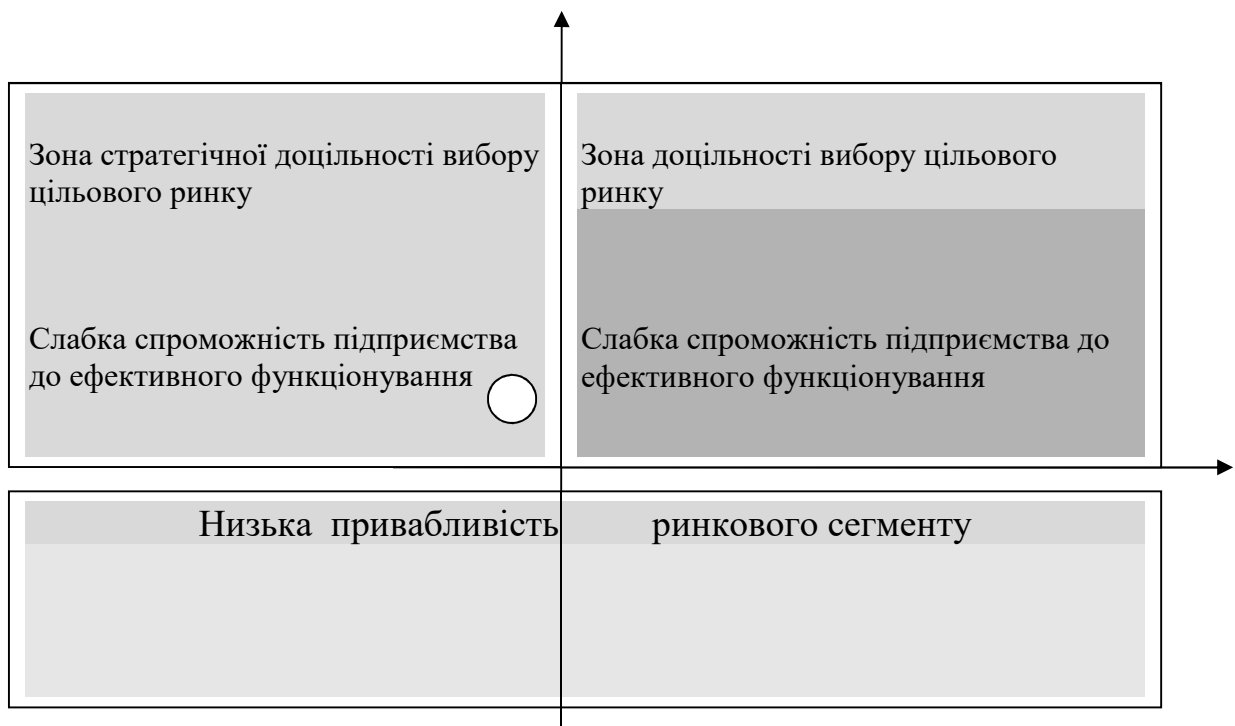 Зона стратегічної доцільності вибору
цільового ринку
Слабка спроможність підприємства
до ефективного функціонування
Зона доцільності вибору цільового
ринку
Слабка спроможність підприємства до
ефективного функціонування
Низька привабливість ринкового сегменту